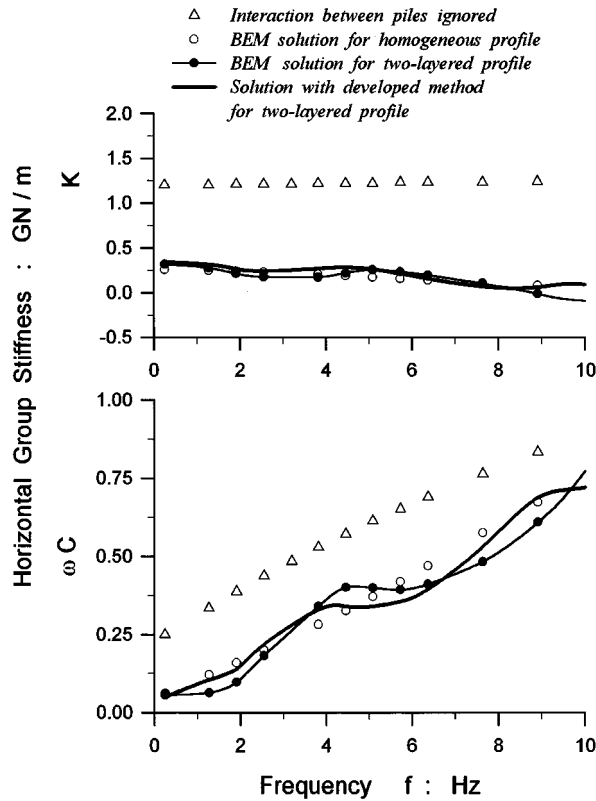 Interaction between piles ignored
BEM solution for homogeneous profile
BEM solution for two-layered profile
Solution with developed method
for two-layered profile
Horizontal Group Stiffness : GN / m
K
2.0
1.5
1.0
0.5
0.0
-0.5
0 2 4 6 8 10
ω C
1.00
0.75
0.50
0.25
0.00
0 2 4 6 8 10
Frequency f : Hz